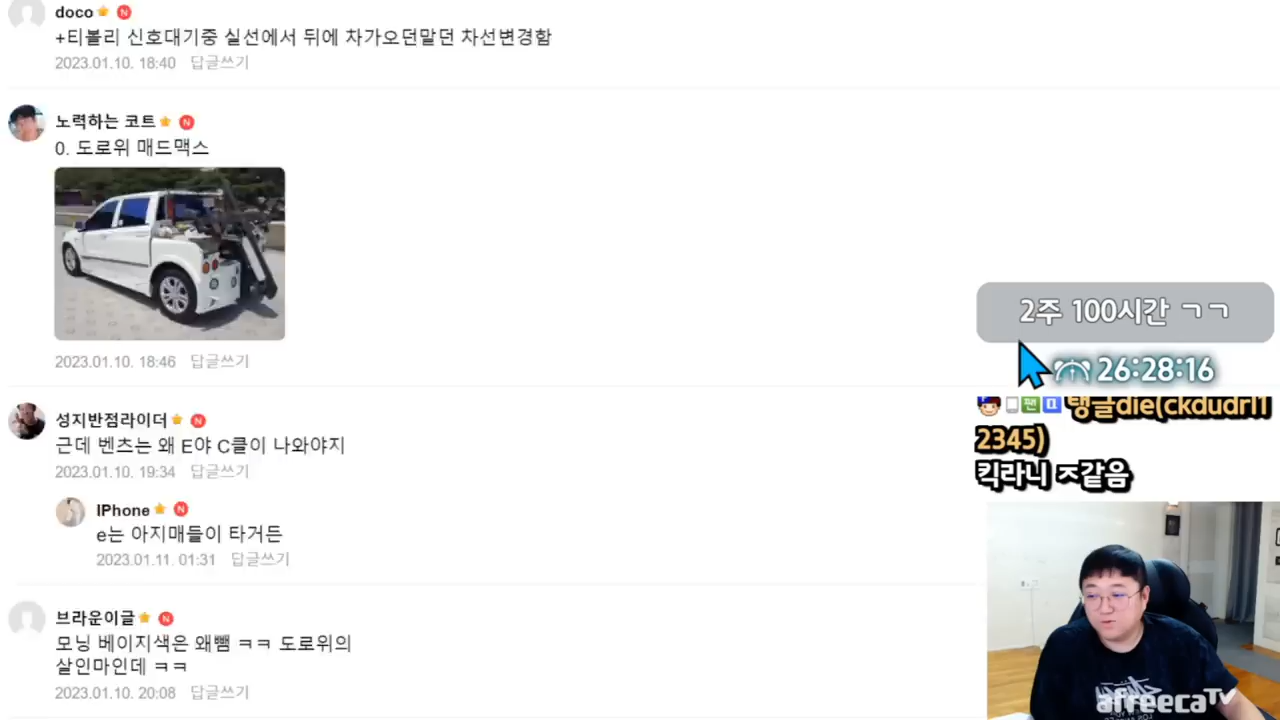 doco
+티볼리 신호대기중 실선에서 뒤에 차가오던말던 차선변경함
2023.01.10. 18:40 답글쓰기
노력하는 코트
0. 도로위 매드맥스
2023.01.10. 18:46 답글쓰기
2주 100시간 ㄱㄱ
26:28:16
성지반점라이더
근데 벤츠는 왜 E야 C클이 나와야지
2023.01.10. 19:34 답글쓰기
팬
탱글die(ckdudrl1
2345)
킥라니 ㅈ같음
IPhone
e는 아지매들이 타거든
2023.01.11. 01:31 답글쓰기
브라운이글
모닝 베이지색은 왜뺌 ㅋㅋ 도로위의
살인마인데 ㅋㅋ
2023.01.10. 20:08 답글쓰기
afreecaTV